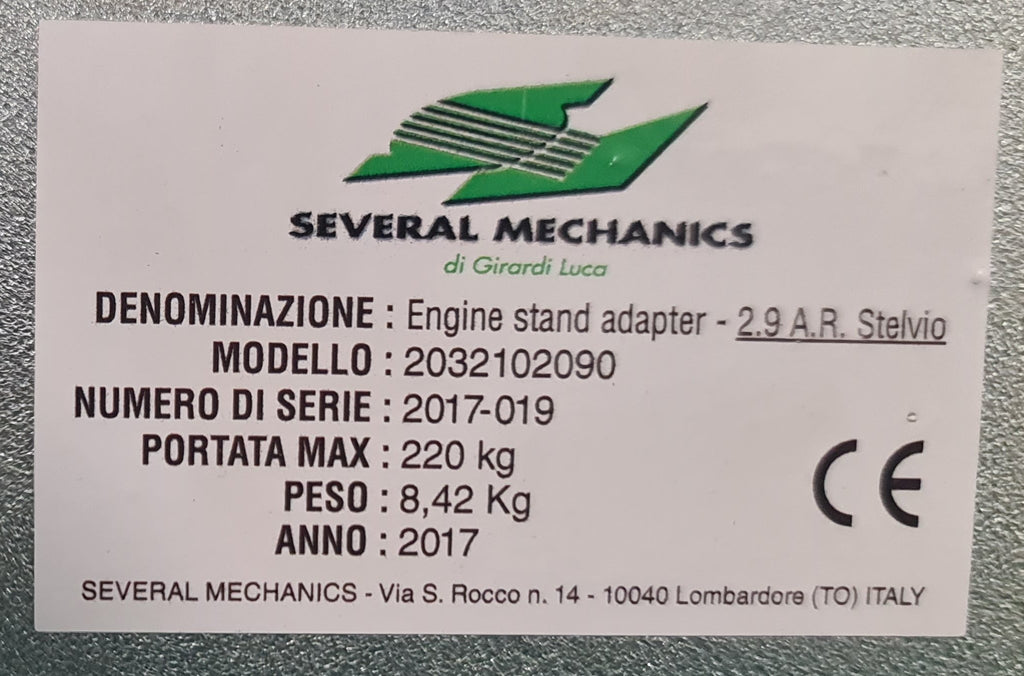 SEVERAL MECHANICS
di Girardi Luca
DENOMINAZIONE : Engine stand adapter - 2.9 A.R. Stelvio
MODELLO : 2032102090
NUMERO DI SERIE : 2017-019
PORTATA MAX : 220 kg
PESO : 8,42 Kg
ANNO : 2017
CE
SEVERAL MECHANICS - Via S. Rocco n. 14 - 10040 Lombardore (TO) ITALY